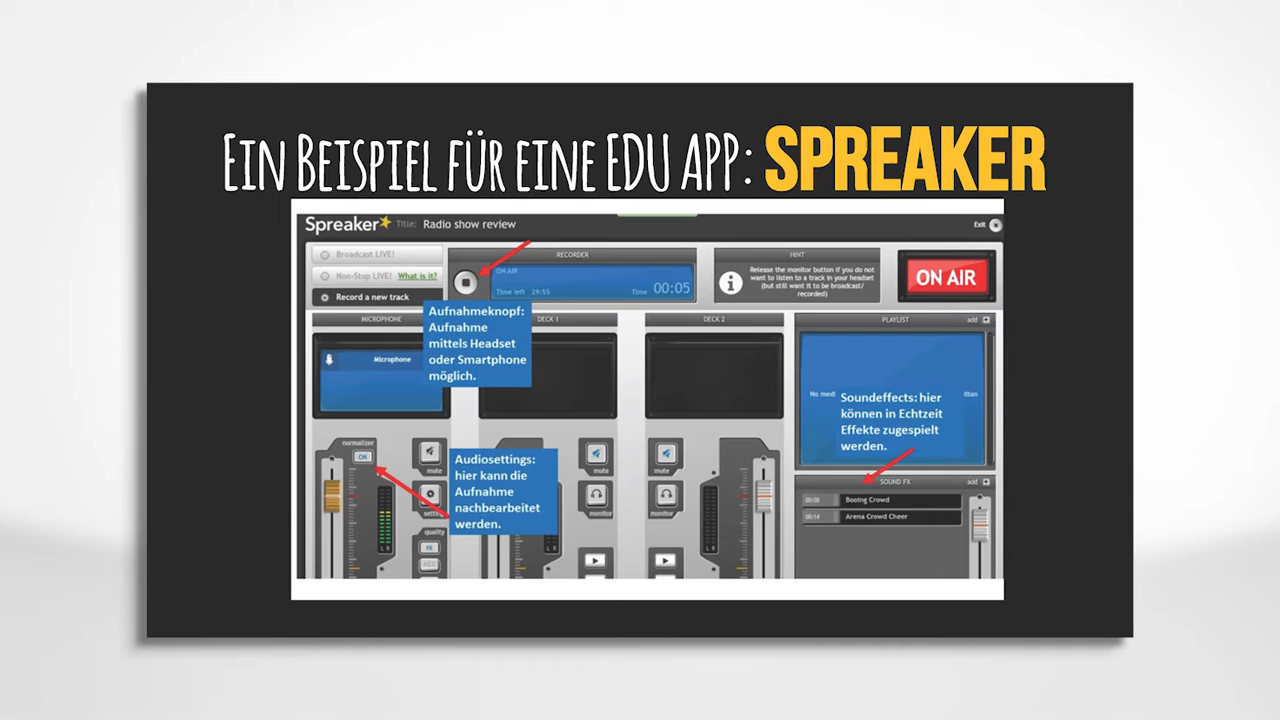 Ein Beispiel für eine EDU APP: SPREAKER
Spreaker Title: Radio show review
Exit
Broadcast LIVE!
Non-Stop LIVE! What is it?
Record a new track
RECORDER
ON AIR
Time left 29:55 Time 00:05
HINT
Release the monitor button if you do not
want to listen to a track in your headset
(but still want it to be broadcast/
recorded)
ON AIR
MICROPHONE
DECK 1
DECK 2
PLAYLIST add
Aufnahmeknopf:
Aufnahme
mittels Headset
oder Smartphone
möglich.
Microphone
No med
tton
Soundeffects: hier
können in Echtzeit
Effekte zugespielt
werden.
normalizer
ON
mute
Audiosettings:
hier kann die
Aufnahme
nachbearbeitet
werden.
quality
HI
MED
L R
mute
monitor
L R
mute
monitor
L R
SOUND FX add
00:08 Booing Crowd
00:14 Arena Crowd Cheer